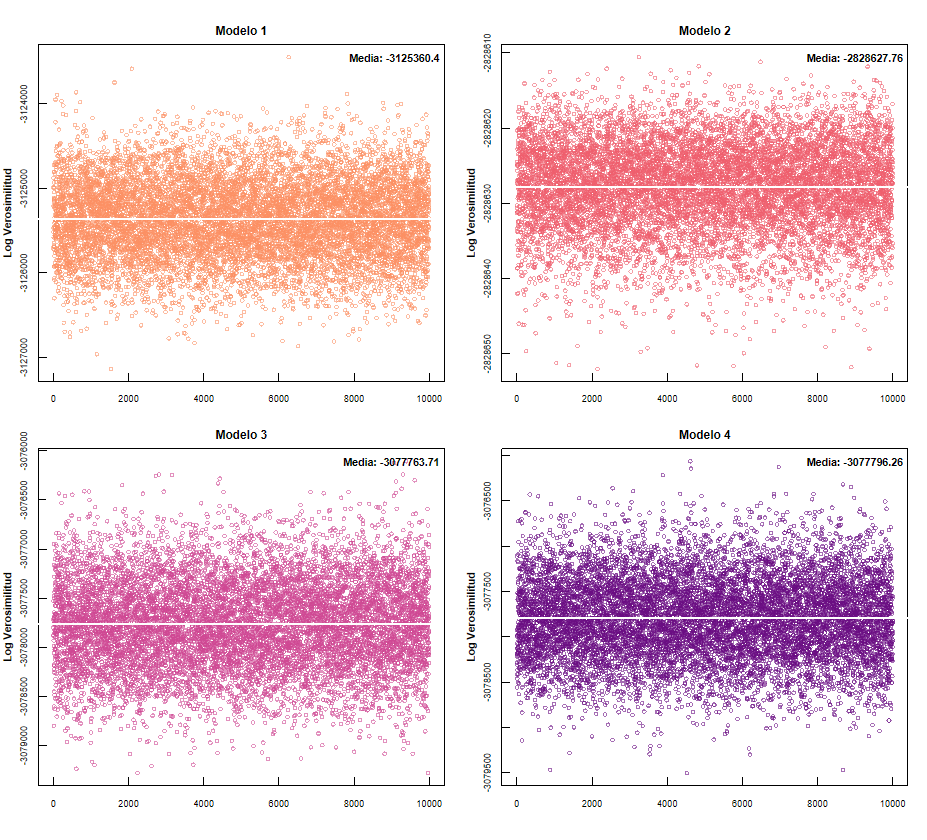 Modelo 1
Media: -3125360.4
Log Verosimilitud
-3124000
-3125000
-3126000
-3127000
0 2000 4000 6000 8000 10000
Modelo 2
Media: -2828627.76
Log Verosimilitud
-2828610
-2828620
-2828630
-2828640
-2828650
0 2000 4000 6000 8000 10000
Modelo 3
Media: -3077763.71
Log Verosimilitud
-3076000
-3076500
-3077000
-3077500
-3078000
-3078500
-3079000
0 2000 4000 6000 8000 10000
Modelo 4
Media: -3077796.26
Log Verosimilitud
-3076500
-3077500
-3078500
-3079500
0 2000 4000 6000 8000 10000